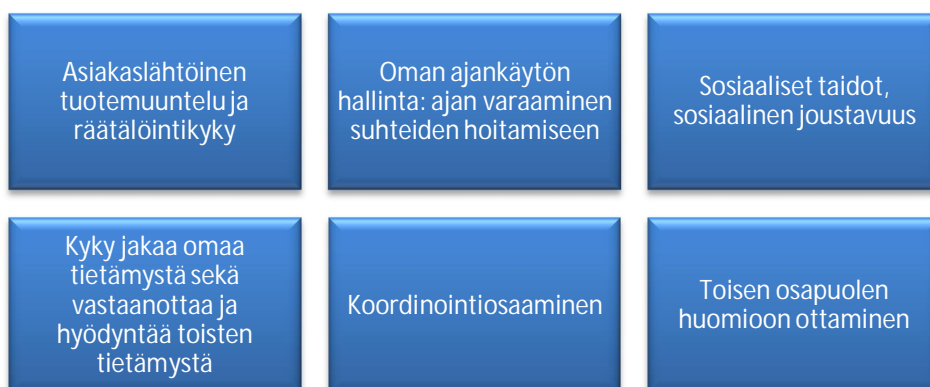 Asiakaslähtöinen
tuotemuuntelu ja
räätälöintikyky
Oman ajankäytön
hallinta: ajan varaaminen
suhteiden hoitamiseen
Sosiaaliset taidot,
sosiaalinen joustavuus
Kyky jakaa omaa
tietämystä sekä
vastaanottaa ja
hyödyntää toisten
tietämystä
Koordinointiosaaminen
Toisen osapuolen
huomioon ottaminen